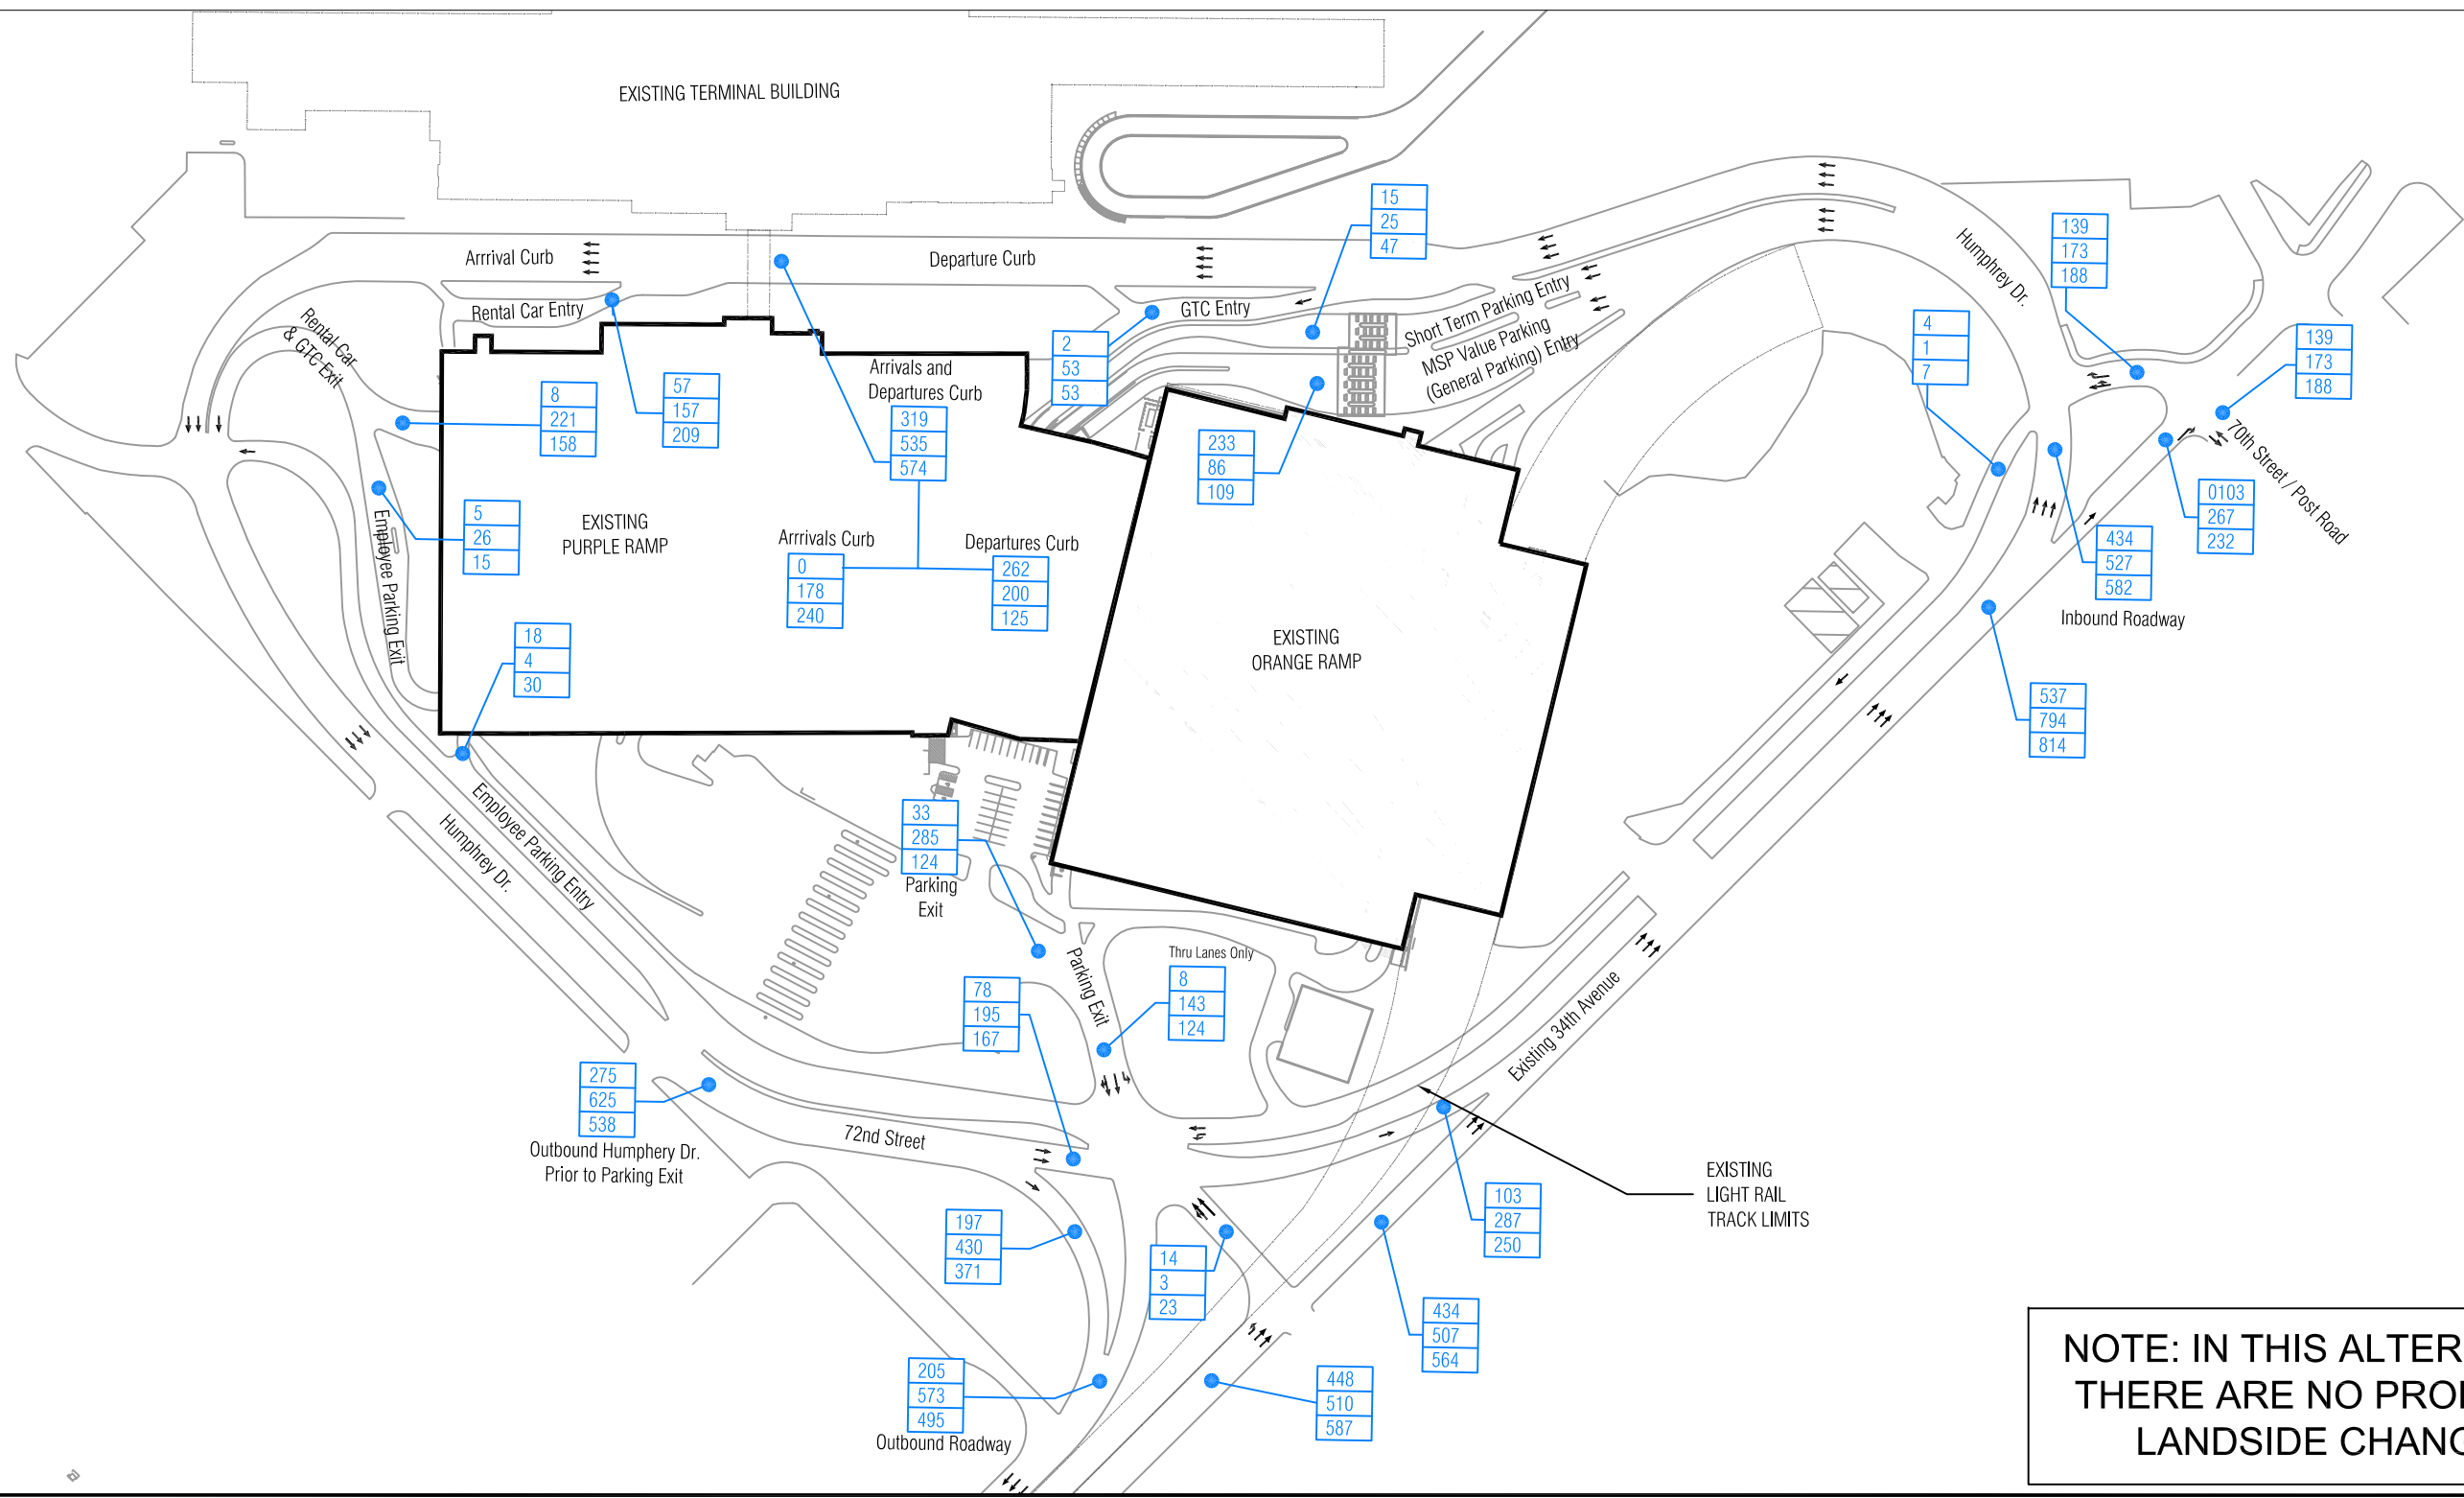 EXISTING TERMINAL BUILDING
15
25
47
139
173
188
Humphrey Dr.
Arrrival Curb
Departure Curb
Rental Car Entry
GTC Entry
Short Term Parking Entry
MSP Value Parking
(General Parking) Entry
Rental Car
& GTC Exit
4
1
7
139
173
188
2
53
53
Arrivals and
Departures Curb
319
535
574
8
221
158
57
157
209
233
86
109
70th Street / Post Road
0103
267
232
5
26
15
Employee Parking Exit
EXISTING
PURPLE RAMP
Arrrivals Curb
0
178
240
Departures Curb
262
200
125
434
527
582
Inbound Roadway
18
4
30
EXISTING
ORANGE RAMP
537
794
814
Employee Parking Entry
Humphrey Dr.
33
285
124
Parking
Exit
Parking Exit
Thru Lanes Only
8
143
124
78
195
167
Existing 34th Avenue
275
625
538
Outbound Humphery Dr.
Prior to Parking Exit
72nd Street
EXISTING
LIGHT RAIL
TRACK LIMITS
103
287
250
197
430
371
14
3
23
434
507
564
205
573
495
Outbound Roadway
448
510
587
NOTE: IN THIS ALTER
THERE ARE NO PRO
LANDSIDE CHAN